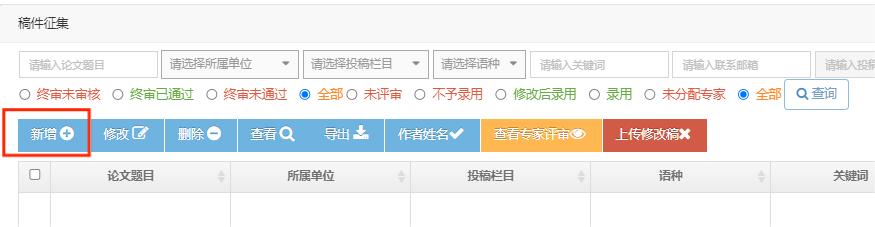 稿件征集
请输入论文题目 请选择所属单位 请选择投稿栏目 请选择语种 请输入关键词 请输入联系邮箱 请输入投
终审未审核 终审已通过 终审未通过 全部 未评审 不予录用 修改后录用 录用 未分配专家 全部 查询
新增 修改 删除 查看 导出 作者姓名 查看专家评审 上传修改稿
论文题目 所属单位 投稿栏目 语种 关键词